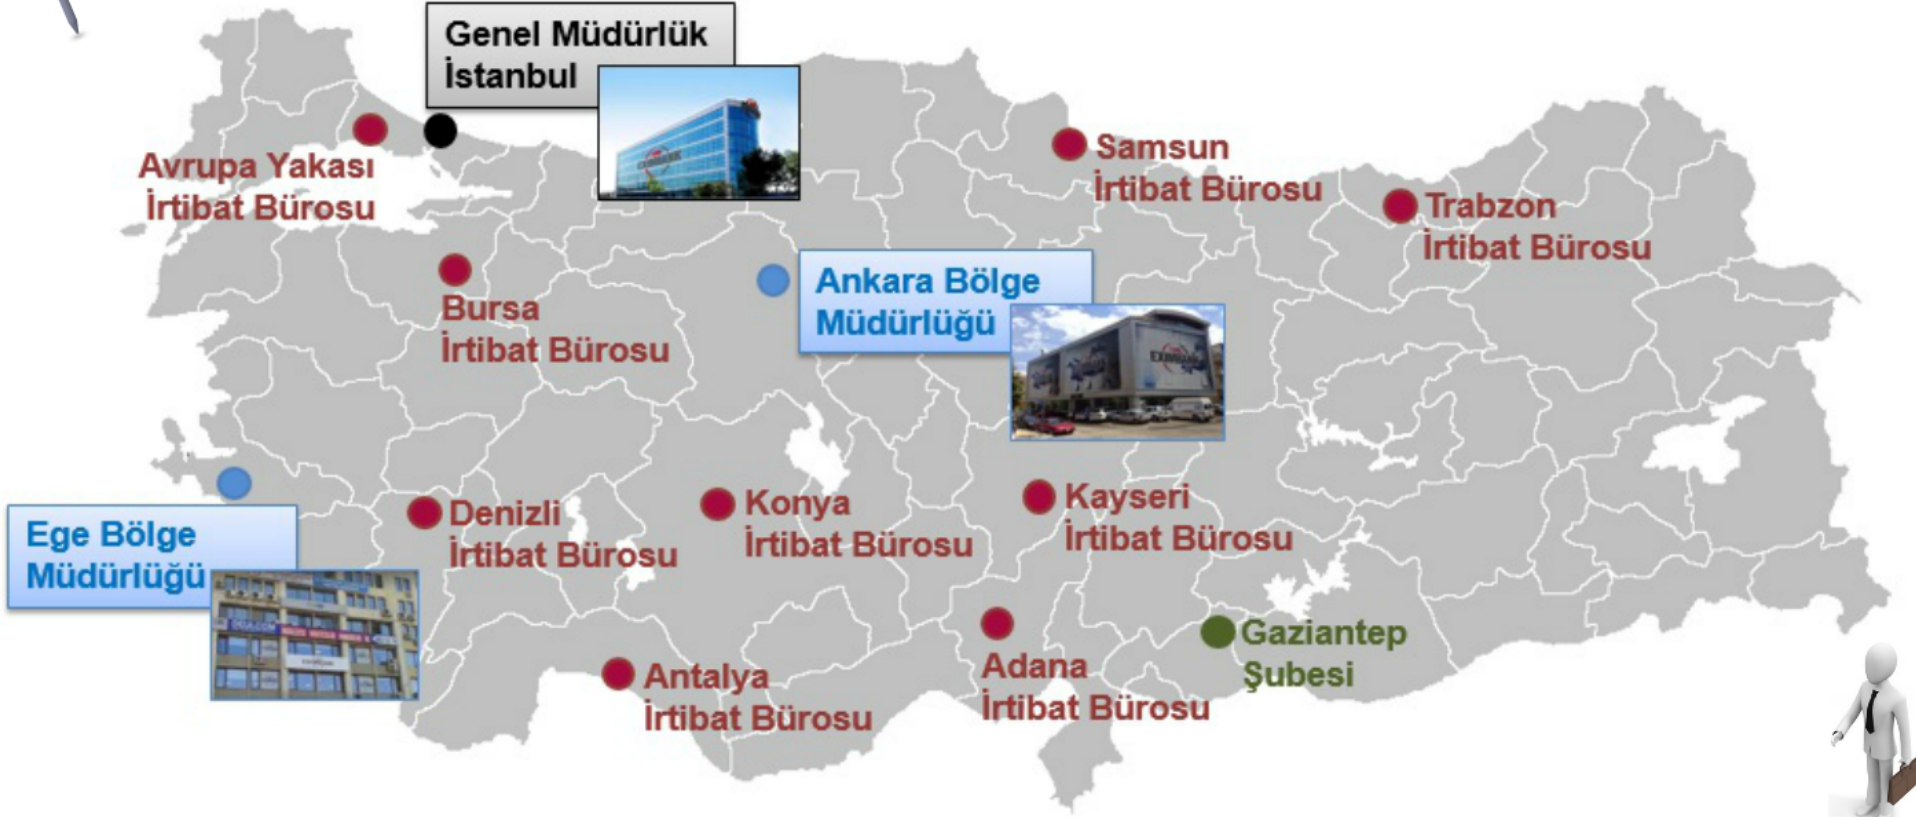 Genel Müdürlük
İstanbul
EXIMBANK
Avrupa Yakası
İrtibat Bürosu
Samsun
İrtibat Bürosu
Trabzon
İrtibat Bürosu
Bursa
İrtibat Bürosu
Ankara Bölge
Müdürlüğü
EXIMBANK
Ege Bölge
Müdürlüğü
Denizli
İrtibat Bürosu
Konya
İrtibat Bürosu
Kayseri
İrtibat Bürosu
Antalya
İrtibat Bürosu
Adana
İrtibat Bürosu
Gaziantep
Şubesi